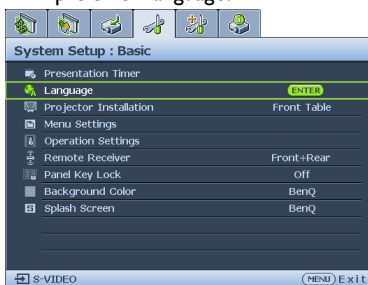 System Setup : Basic
Presentation Timer
Language ENTER
Projector Installation Front Table
Menu Settings
Operation Settings
Remote Receiver Front+Rear
Panel Key Lock Off
Background Color BenQ
Splash Screen BenQ
S-VIDEO MENU Exit